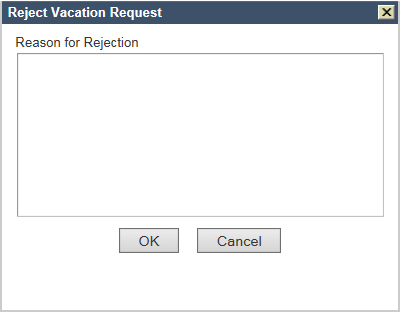 Reject Vacation Request
Reason for Rejection
OK Cancel